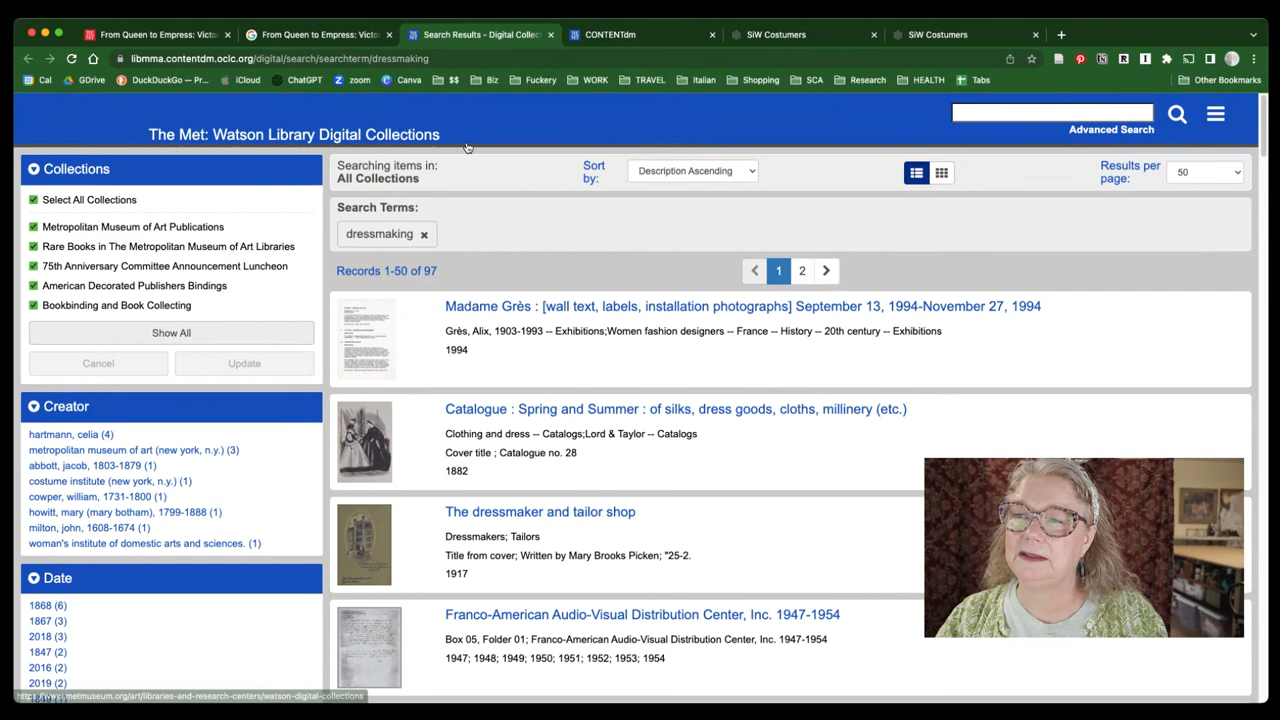 From Queen to Empress: Victo
From Queen to Empress: Victo
Search Results - Digital Collec
CONTENTdm
SiW Costumers
SiW Costumers
libmma.contentdm.oclc.org/digital/search/searchterm/dressmaking
Cal
GDrive
DuckDuckGo — Pr...
iCloud
ChatGPT
zoom
Canva
$$
Biz
Fuckery
WORK
TRAVEL
Italian
Shopping
SCA
Research
HEALTH
Tabs
Other Bookmarks
The Met: Watson Library Digital Collections
Advanced Search
Collections
Select All Collections
Metropolitan Museum of Art Publications
Rare Books in The Metropolitan Museum of Art Libraries
75th Anniversary Committee Announcement Luncheon
American Decorated Publishers Bindings
Bookbinding and Book Collecting
Show All
Cancel
Update
Creator
hartmann, celia (4)
metropolitan museum of art (new york, n.y.) (3)
abbott, jacob, 1803-1879 (1)
costume institute (new york, n.y.) (1)
cowper, william, 1731-1800 (1)
howitt, mary (mary botham), 1799-1888 (1)
milton, john, 1608-1674 (1)
woman's institute of domestic arts and sciences. (1)
Date
1868 (6)
1867 (3)
2018 (3)
1847 (2)
2016 (2)
2019 (2)
https://www.metmuseum.org/art/libraries-and-research-centers/watson-digital-collections
Searching items in:
All Collections
Sort
by:
Description Ascending
Results per
page:
50
Search Terms:
dressmaking
Records 1-50 of 97
1
2
Madame Grès : [wall text, labels, installation photographs] September 13, 1994-November 27, 1994
Grès, Alix, 1903-1993 -- Exhibitions;Women fashion designers -- France -- History -- 20th century -- Exhibitions
1994
Catalogue : Spring and Summer : of silks, dress goods, cloths, millinery (etc.)
Clothing and dress -- Catalogs;Lord & Taylor -- Catalogs
Cover title ; Catalogue no. 28
1882
The dressmaker and tailor shop
Dressmakers; Tailors
Title from cover; Written by Mary Brooks Picken; "25-2.
1917
Franco-American Audio-Visual Distribution Center, Inc. 1947-1954
Box 05, Folder 01; Franco-American Audio-Visual Distribution Center, Inc. 1947-1954
1947; 1948; 1949; 1950; 1951; 1952; 1953; 1954